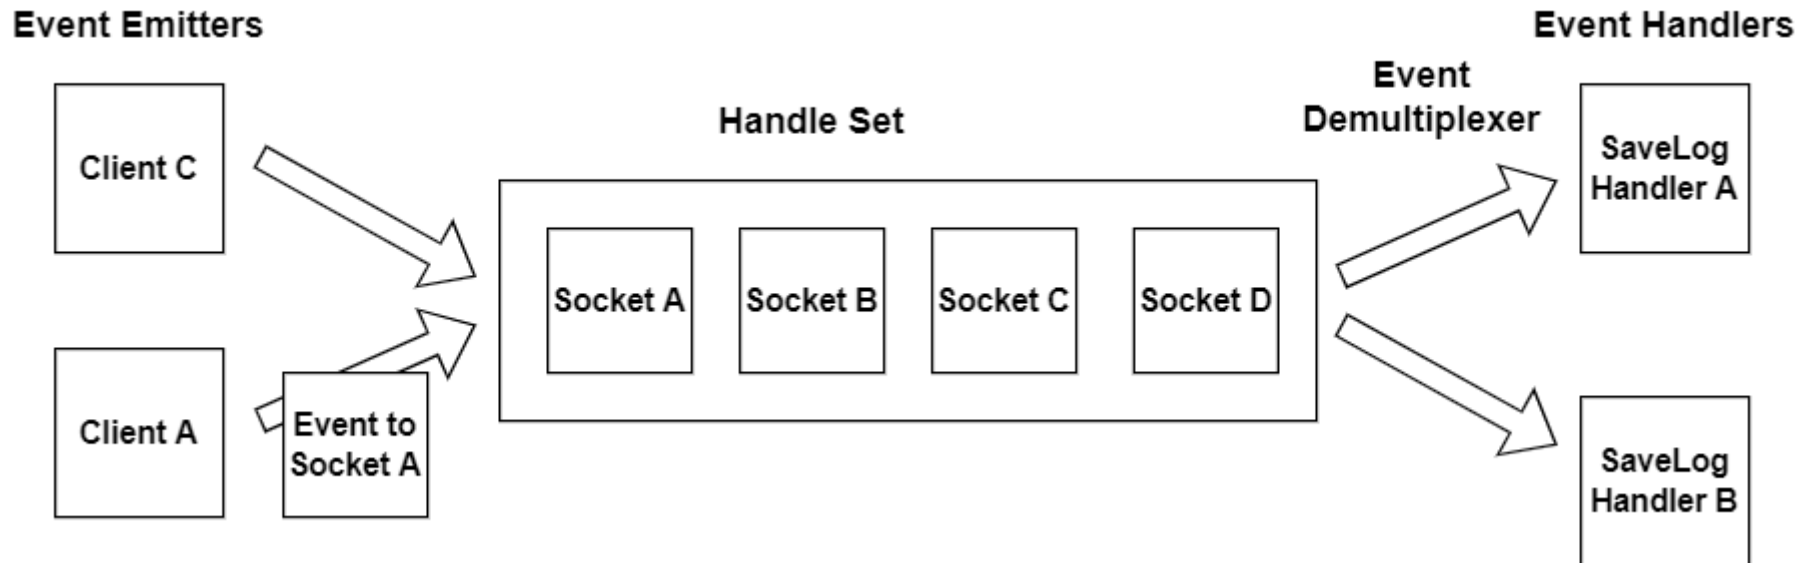 Event Emitters
Event Handlers
Event
Demultiplexer
Handle Set
Client C
SaveLog
Handler A
Socket A
Socket B
Socket C
Socket D
Client A
Event to
Socket A
SaveLog
Handler B